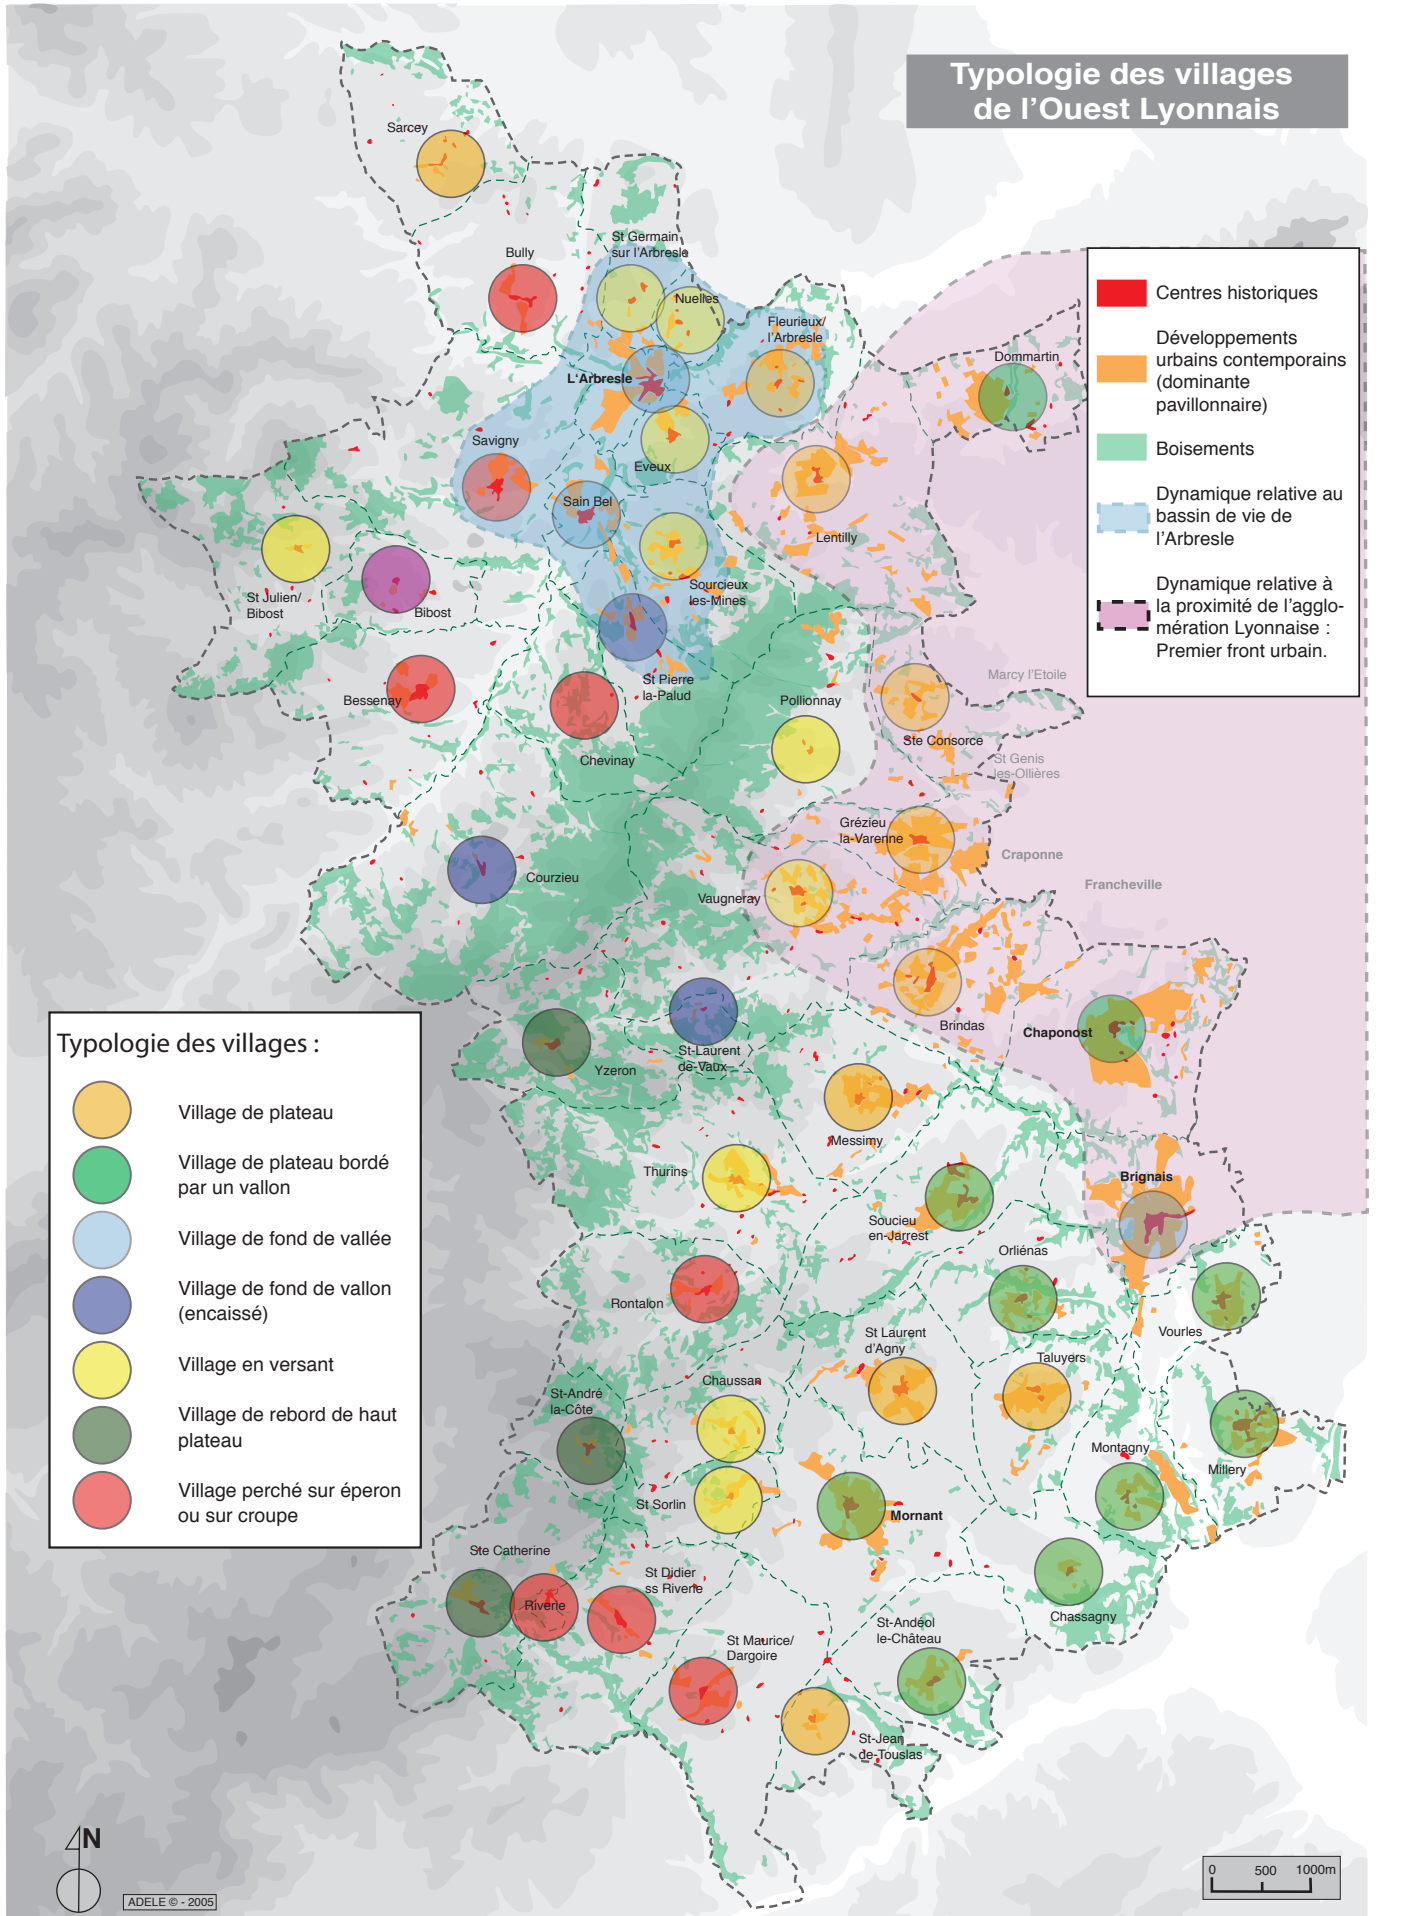 Typologie des villages
de l'Ouest Lyonnais
Sarcey
Bully
St Germain
sur l'Arbresle
Nuelles
Fleurieux/
l'Arbresle
L'Arbresle
Dommartin
Savigny
Eveux
Sain Bel
Lentilly
St Julien/
Bibost
Bibost
Sourcieux
les-Mines
St Pierre
la-Palud
Bessenay
Chevinay
Pollionnay
Marcy l'Etoile
Ste Consorce
St Genis
les-Ollières
Grézieu
la-Varenne
Craponne
Francheville
Courzieu
Vaugneray
Brindas
Chaponost
Yzeron
St-Laurent
de-Vaux
Messimy
Thurins
Brignais
Soucieu
en-Jarrest
Orliénas
Rontalon
Vourles
St Laurent
d'Agny
Taluyers
Chaussan
St-André
la-Côte
Montagny
Millery
St Sorlin
Mornant
Ste Catherine
Riverie
St Didier
ss Riverie
Chassagny
St-Andéol
le-Château
St Maurice/
Dargoire
St-Jean
de-Touslas
Centres historiques
Développements
urbains contemporains
(dominante
pavillonnaire)
Boisements
Dynamique relative au
bassin de vie de
l'Arbresle
Dynamique relative à
la proximité de l'agglo-
mération Lyonnaise :
Premier front urbain.
Typologie des villages :
Village de plateau
Village de plateau bordé
par un vallon
Village de fond de vallée
Village de fond de vallon
(encaissé)
Village en versant
Village de rebord de haut
plateau
Village perché sur éperon
ou sur croupe
N
ADELE © - 2005
0 500 1000m